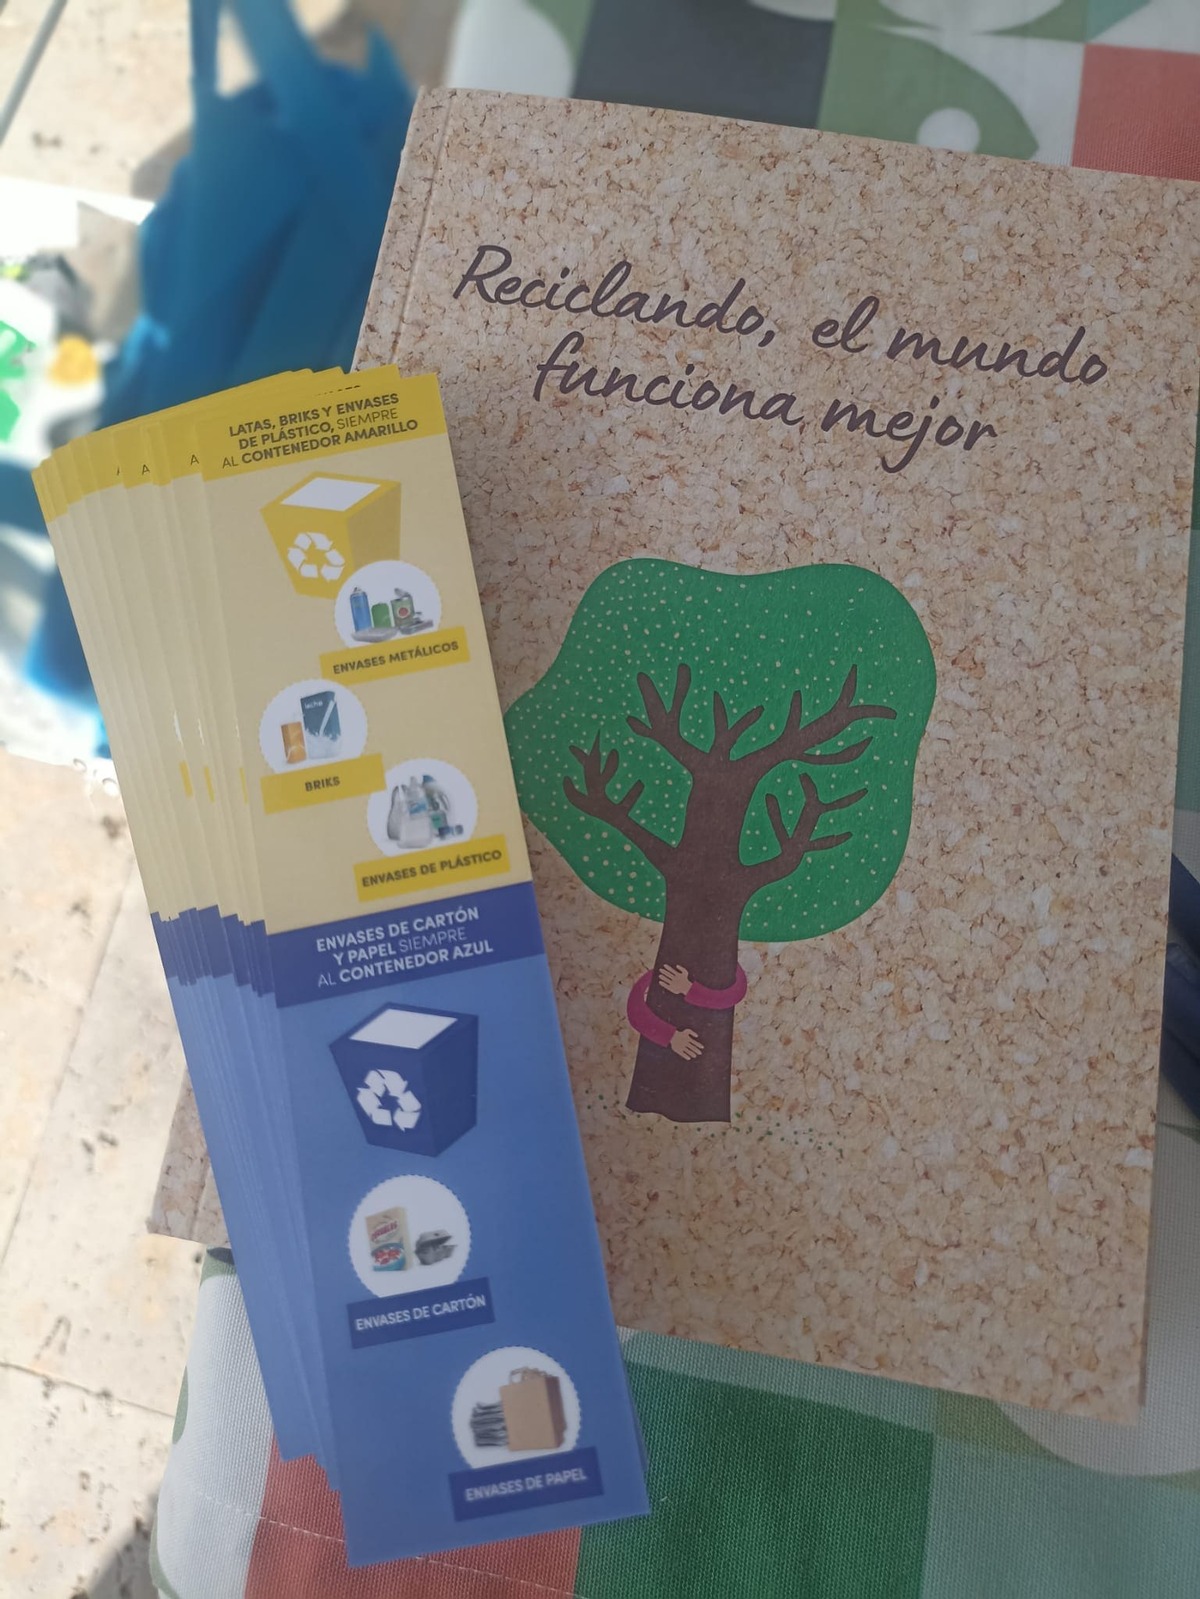 Reciclando, el mundo
funciona mejor
LATAS, BRIKS Y ENVASES
DE PLÁSTICO, SIEMPRE
AL CONTENEDOR AMARILLO
ENVASES METÁLICOS
leche
BRIKS
ENVASES DE PLÁSTICO
ENVASES DE CARTÓN
Y PAPEL SIEMPRE
AL CONTENEDOR AZUL
ENVASES DE CARTÓN
ENVASES DE PAPEL
A
A
A